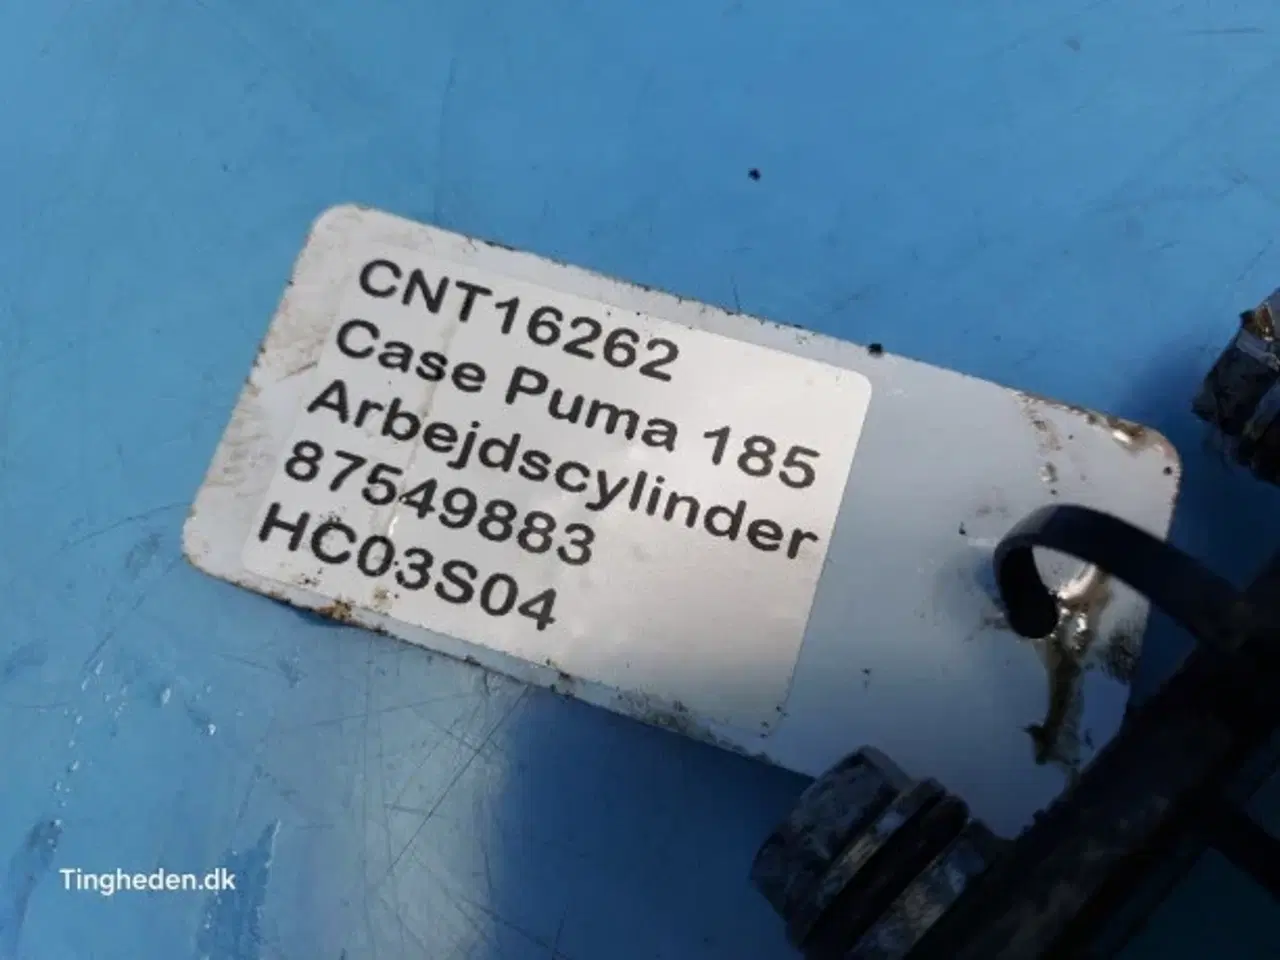 CNT16262
Case Puma 185
Arbejdscylinder
87549883
HC03S04
Tingheden.dk